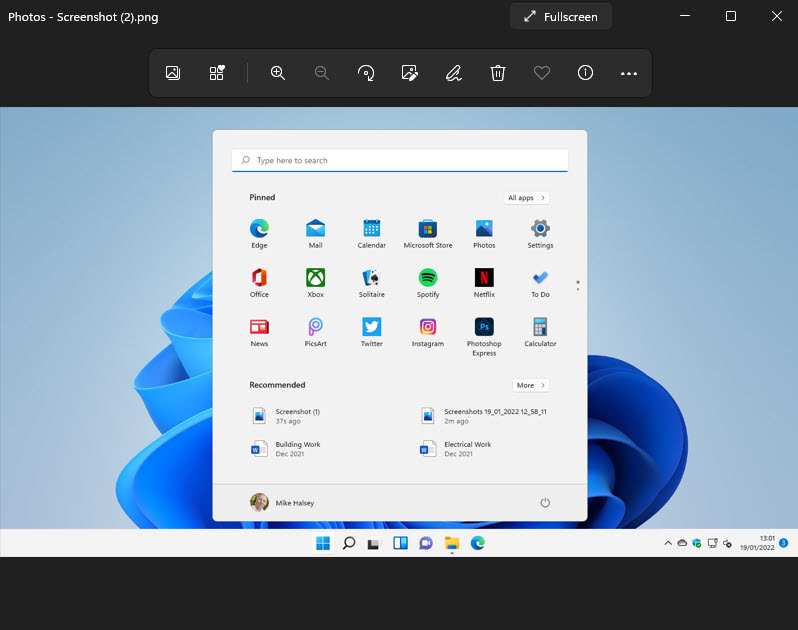 Photos - Screenshot (2).png
Fullscreen
Type here to search
Pinned
All apps
Edge
Mail
Calendar
Microsoft Store
Photos
Settings
Office
Xbox
Solitaire
Spotify
Netflix
To Do
News
PicsArt
Twitter
Instagram
Photoshop
Express
Calculator
N
Ps
Recommended
More
Screenshot (1)
37s ago
Screenshots 19_01_2022 12_58_11
2m ago
Building Work
Dec 2021
Electrical Work
Dec 2021
W
W
Mike Halsey
13:01
19/01/2022
3